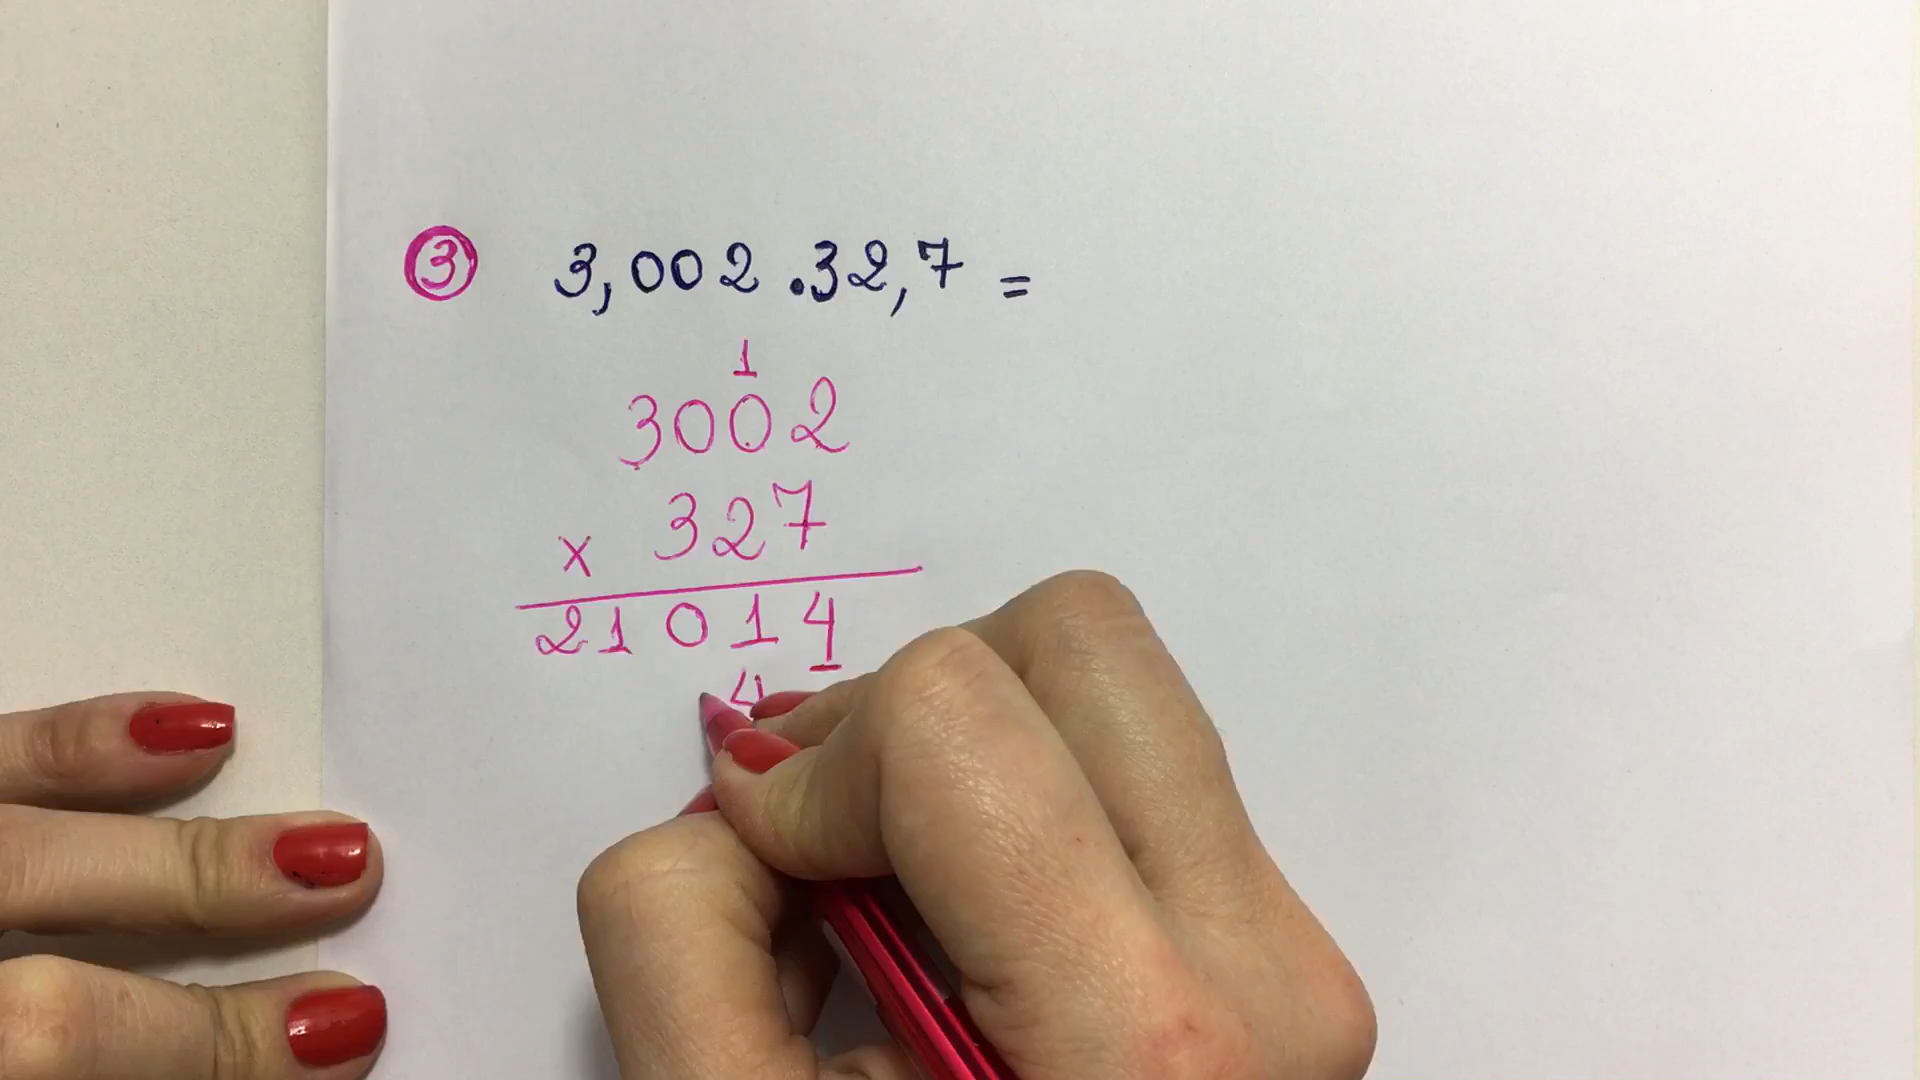 3 3,002 . 32,7 =
1
3002
x 327
21014
4